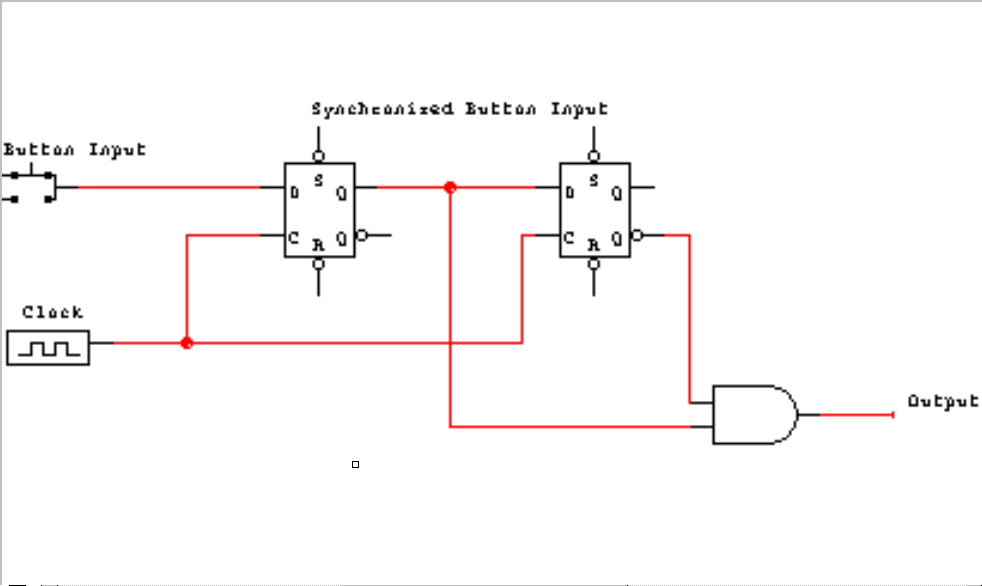 Synchronized Button Input
Button Input
S
S
D
Q
D
Q
C
R
Q
C
R
Q
Clock
Output